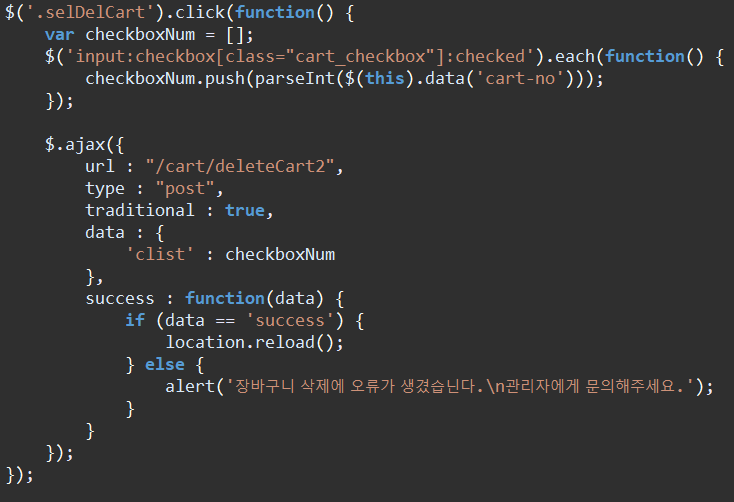 $('.selDelCart').click(function() {
    var checkboxNum = [];
    $('input:checkbox[class="cart_checkbox"]:checked').each(function() {
        checkboxNum.push(parseInt($(this).data('cart-no')));
    });

    $.ajax({
        url : "/cart/deleteCart2",
        type : "post",
        traditional : true,
        data : {
            'clist' : checkboxNum
        },
        success : function(data) {
            if (data == 'success') {
                location.reload();
            } else {
                alert('장바구니 삭제에 오류가 생겼습닌다.\n관리자에게 문의해주세요.');
            }
        }
    });
});